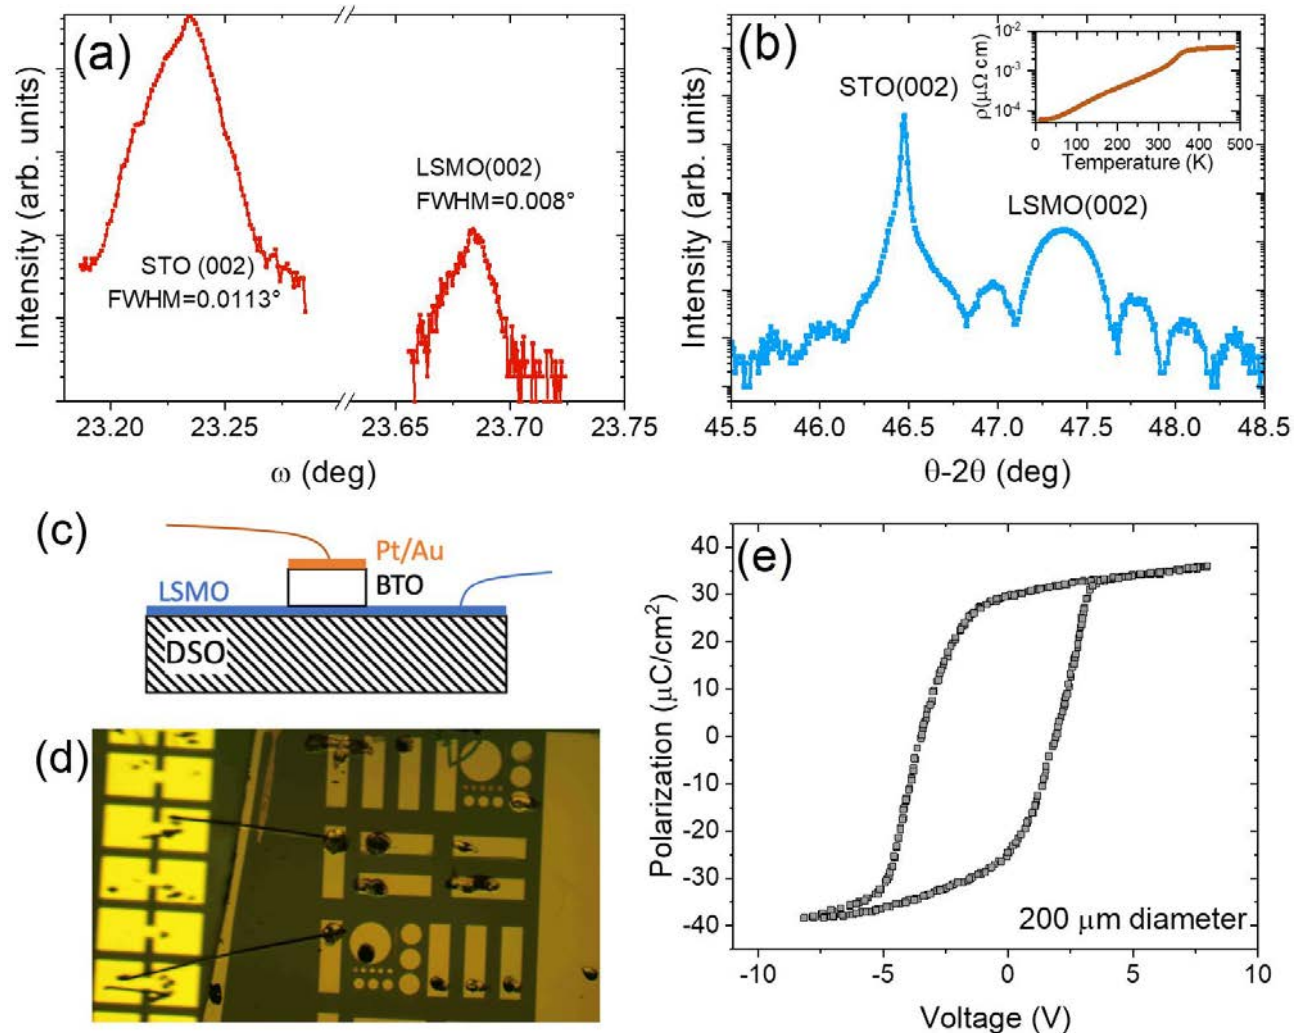 (a)
Intensity (arb. units)
STO (002)
FWHM=0.0113°
LSMO(002)
FWHM=0.008°
23.20 23.25 23.65 23.70 23.75
ω (deg)
(b)
Intensity (arb. units)
STO(002)
LSMO(002)
ρ(μΩ cm)
10⁻²
10⁻³
10⁻⁴
0 100 200 300 400 500
Temperature (K)
45.5 46.0 46.5 47.0 47.5 48.0 48.5
θ-2θ (deg)
(c)
Pt/Au
LSMO
BTO
DSO
(d)
(e)
Polarization (μC/cm²)
40
30
20
10
0
-10
-20
-30
-40
200 μm diameter
-10 -5 0 5 10
Voltage (V)